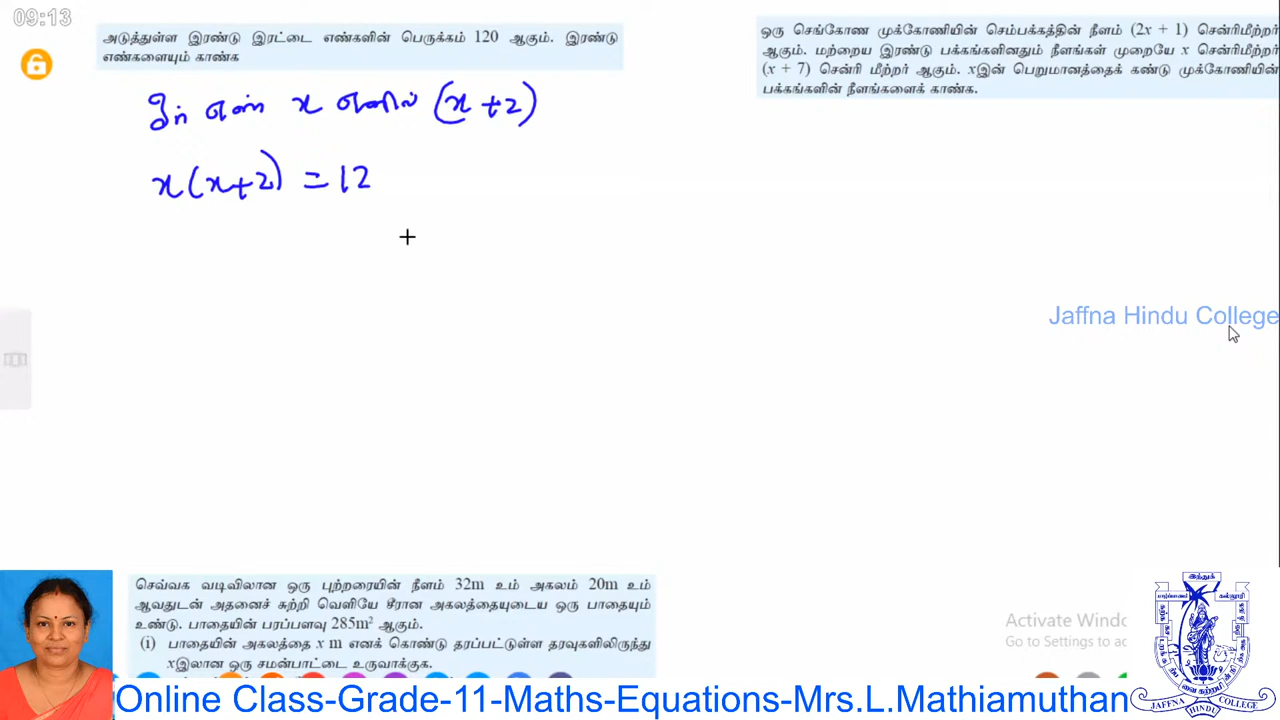 09:13
அடுத்துள்ள இரண்டு இரட்டை எண்களின் பெருக்கம் 120 ஆகும். இரண்டு
எண்களையும் காண்க
ஓர் எண் x எனில் (x+2)
x(x+2) = 12
ஒரு செங்கோண முக்கோணியின் செம்பக்கத்தின் நீளம் (2x + 1) சென்ரிமீற்றர்
ஆகும். மற்றைய இரண்டு பக்கங்களினதும் நீளங்கள் முறையே x சென்ரிமீற்றர்
(x + 7) சென்ரி மீற்றர் ஆகும். xஇன் பெறுமானத்தைக் கண்டு முக்கோணியின்
பக்கங்களின் நீளங்களைக் காண்க.
Jaffna Hindu College
செவ்வக வடிவிலான ஒரு புற்றரையின் நீளம் 32m உம் அகலம் 20m உம்
ஆவதுடன் அதனைச் சுற்றி வெளியே சீரான அகலத்தையுடைய ஒரு பாதையும்
உண்டு. பாதையின் பரப்பளவு 285m² ஆகும்.
(i) பாதையின் அகலத்தை x m எனக் கொண்டு தரப்பட்டுள்ள தரவுகளிலிருந்து
xஇலான ஒரு சமன்பாட்டை உருவாக்குக.
Activate Windo
Go to Settings to ac
Online Class-Grade-11-Maths-Equations-Mrs.L.Mathiamuthan
JAFFNA HINDU COLLEGE